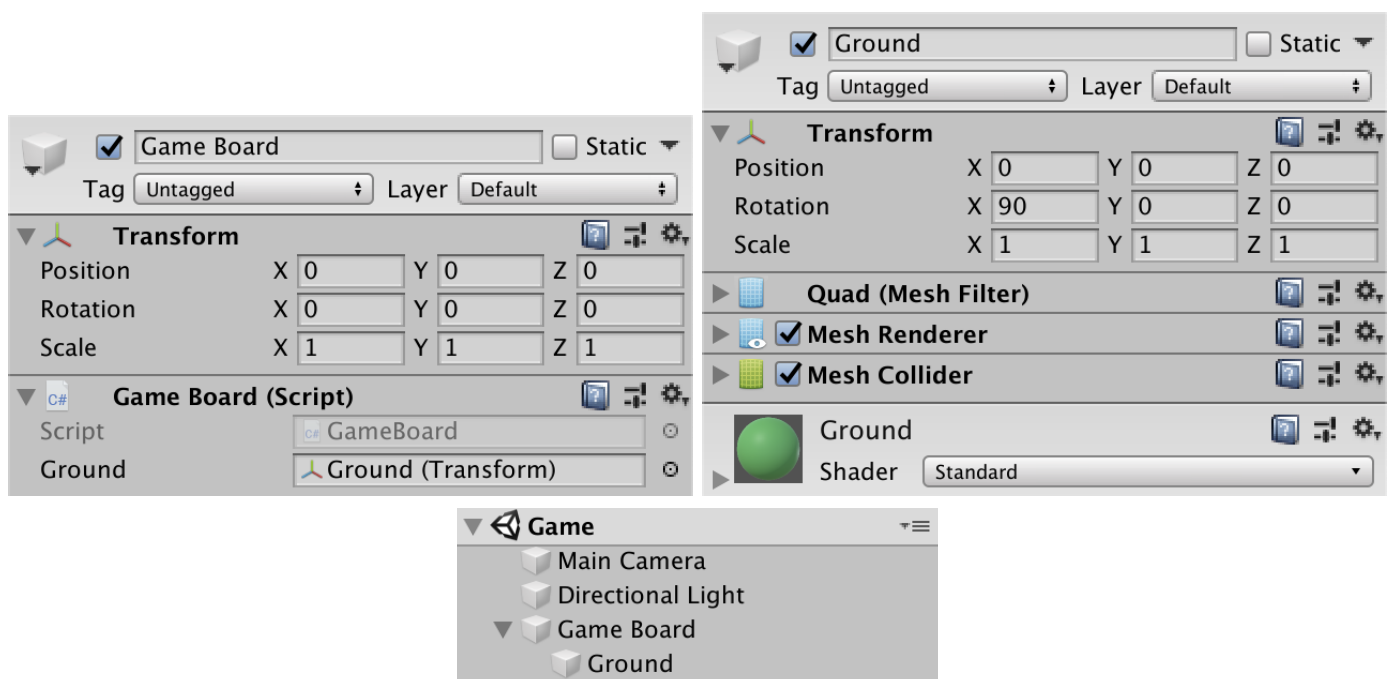 Game Board
Static
Tag Untagged Layer Default
Transform
Position X 0 Y 0 Z 0
Rotation X 0 Y 0 Z 0
Scale X 1 Y 1 Z 1
C# Game Board (Script)
Script C# GameBoard
Ground Ground (Transform)
Ground
Static
Tag Untagged Layer Default
Transform
Position X 0 Y 0 Z 0
Rotation X 90 Y 0 Z 0
Scale X 1 Y 1 Z 1
Quad (Mesh Filter)
Mesh Renderer
Mesh Collider
Ground
Shader Standard
Game
Main Camera
Directional Light
Game Board
Ground